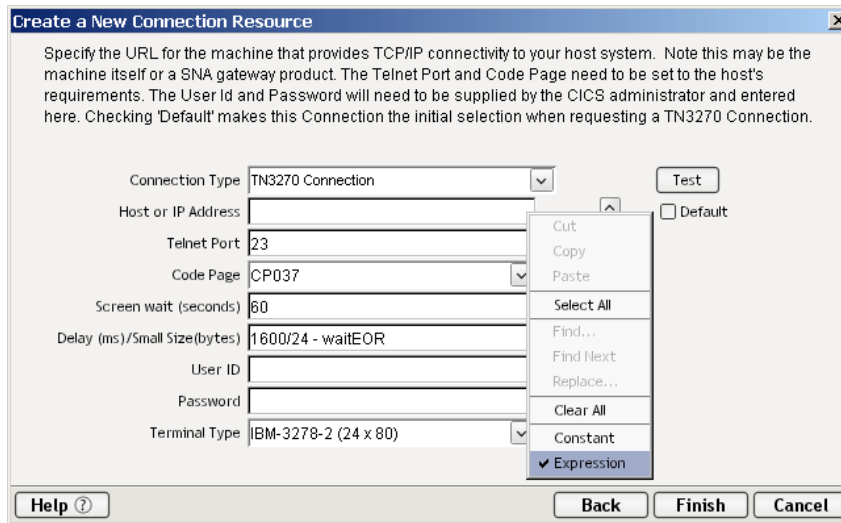 Create a New Connection Resource
Specify the URL for the machine that provides TCP/IP connectivity to your host system. Note this may be the
machine itself or a SNA gateway product. The Telnet Port and Code Page need to be set to the host's
requirements. The User Id and Password will need to be supplied by the CICS administrator and entered
here. Checking 'Default' makes this Connection the initial selection when requesting a TN3270 Connection.
Connection Type TN3270 Connection Test
Host or IP Address Default
Telnet Port 23
Code Page CP037
Screen wait (seconds) 60
Delay (ms)/Small Size(bytes) 1600/24 - waitEOR
User ID
Password
Terminal Type IBM-3278-2 (24 x 80)
Cut
Copy
Paste
Select All
Find...
Find Next
Replace...
Clear All
Constant
✔ Expression
Help ? Back Finish Cancel